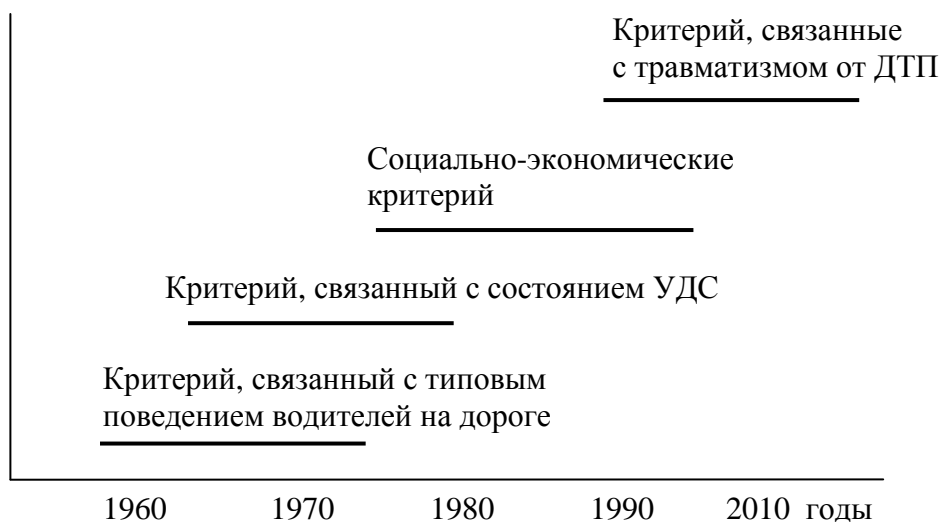 Критерий, связанные
с травматизмом от ДТП
Социально-экономические
критерий
Критерий, связанный с состоянием УДС
Критерий, связанный с типовым
поведением водителей на дороге
1960 1970 1980 1990 2010 годы